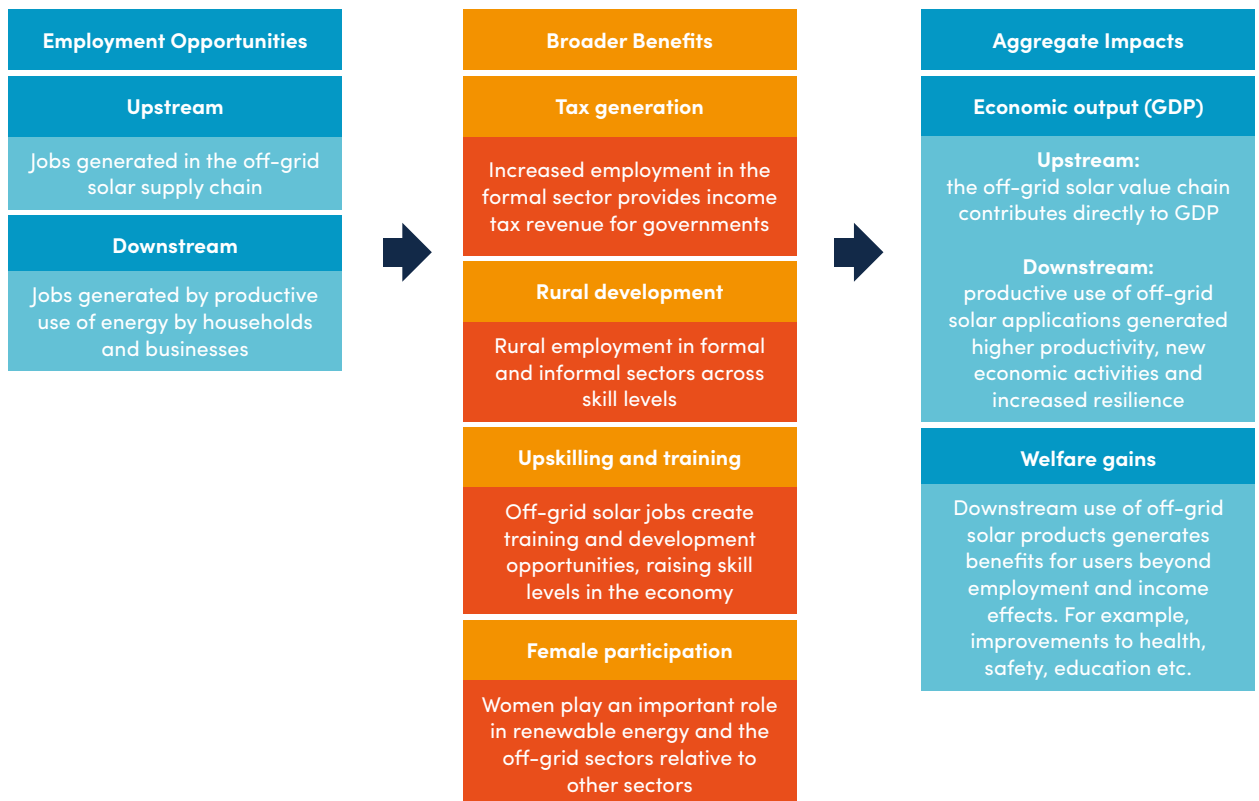 Employment Opportunities
Upstream
Jobs generated in the off-grid
solar supply chain
Downstream
Jobs generated by productive
use of energy by households
and businesses
Broader Benefits
Tax generation
Increased employment in the
formal sector provides income
tax revenue for governments
Rural development
Rural employment in formal
and informal sectors across
skill levels
Upskilling and training
Off-grid solar jobs create
training and development
opportunities, raising skill
levels in the economy
Female participation
Women play an important role
in renewable energy and the
off-grid sectors relative to
other sectors
Aggregate Impacts
Economic output (GDP)
Upstream:
the off-grid solar value chain
contributes directly to GDP
Downstream:
productive use of off-grid
solar applications generated
higher productivity, new
economic activities and
increased resilience
Welfare gains
Downstream use of off-grid
solar products generates
benefits for users beyond
employment and income
effects. For example,
improvements to health,
safety, education etc.